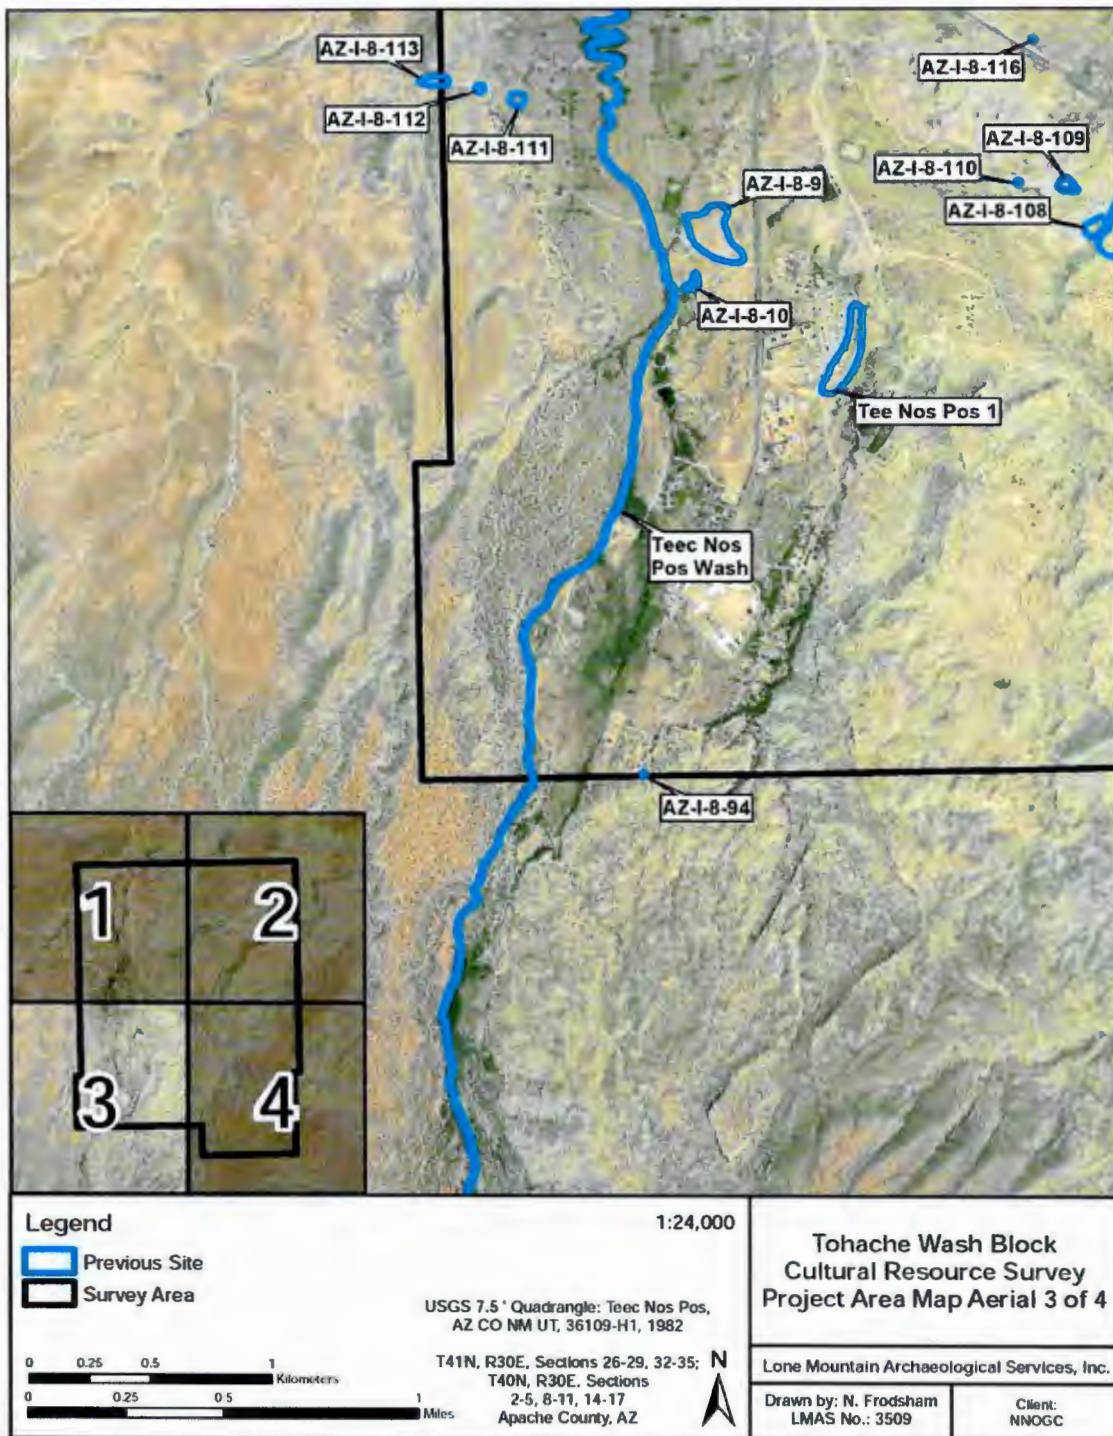 AZ-I-8-113
AZ-I-8-112
AZ-I-8-111
AZ-I-8-116
AZ-I-8-109
AZ-I-8-110
AZ-I-8-108
AZ-I-8-9
AZ-I-8-10
Tee Nos Pos 1
Teec Nos
Pos Wash
AZ-I-8-94
1
2
3
4
Legend
Previous Site
Survey Area
1:24,000
USGS 7.5 ' Quadrangle: Teec Nos Pos,
AZ CO NM UT, 36109-H1, 1982
T41N, R30E, Sections 26-29, 32-35;
T40N, R30E, Sections
2-5, 8-11, 14-17
Apache County, AZ
N
0 0.25 0.5 1
Kilometers
0 0.25 0.5 1
Miles
Tohache Wash Block
Cultural Resource Survey
Project Area Map Aerial 3 of 4
Lone Mountain Archaeological Services, Inc.
Drawn by: N. Frodsham
LMAS No.: 3509
Client:
NNOGC